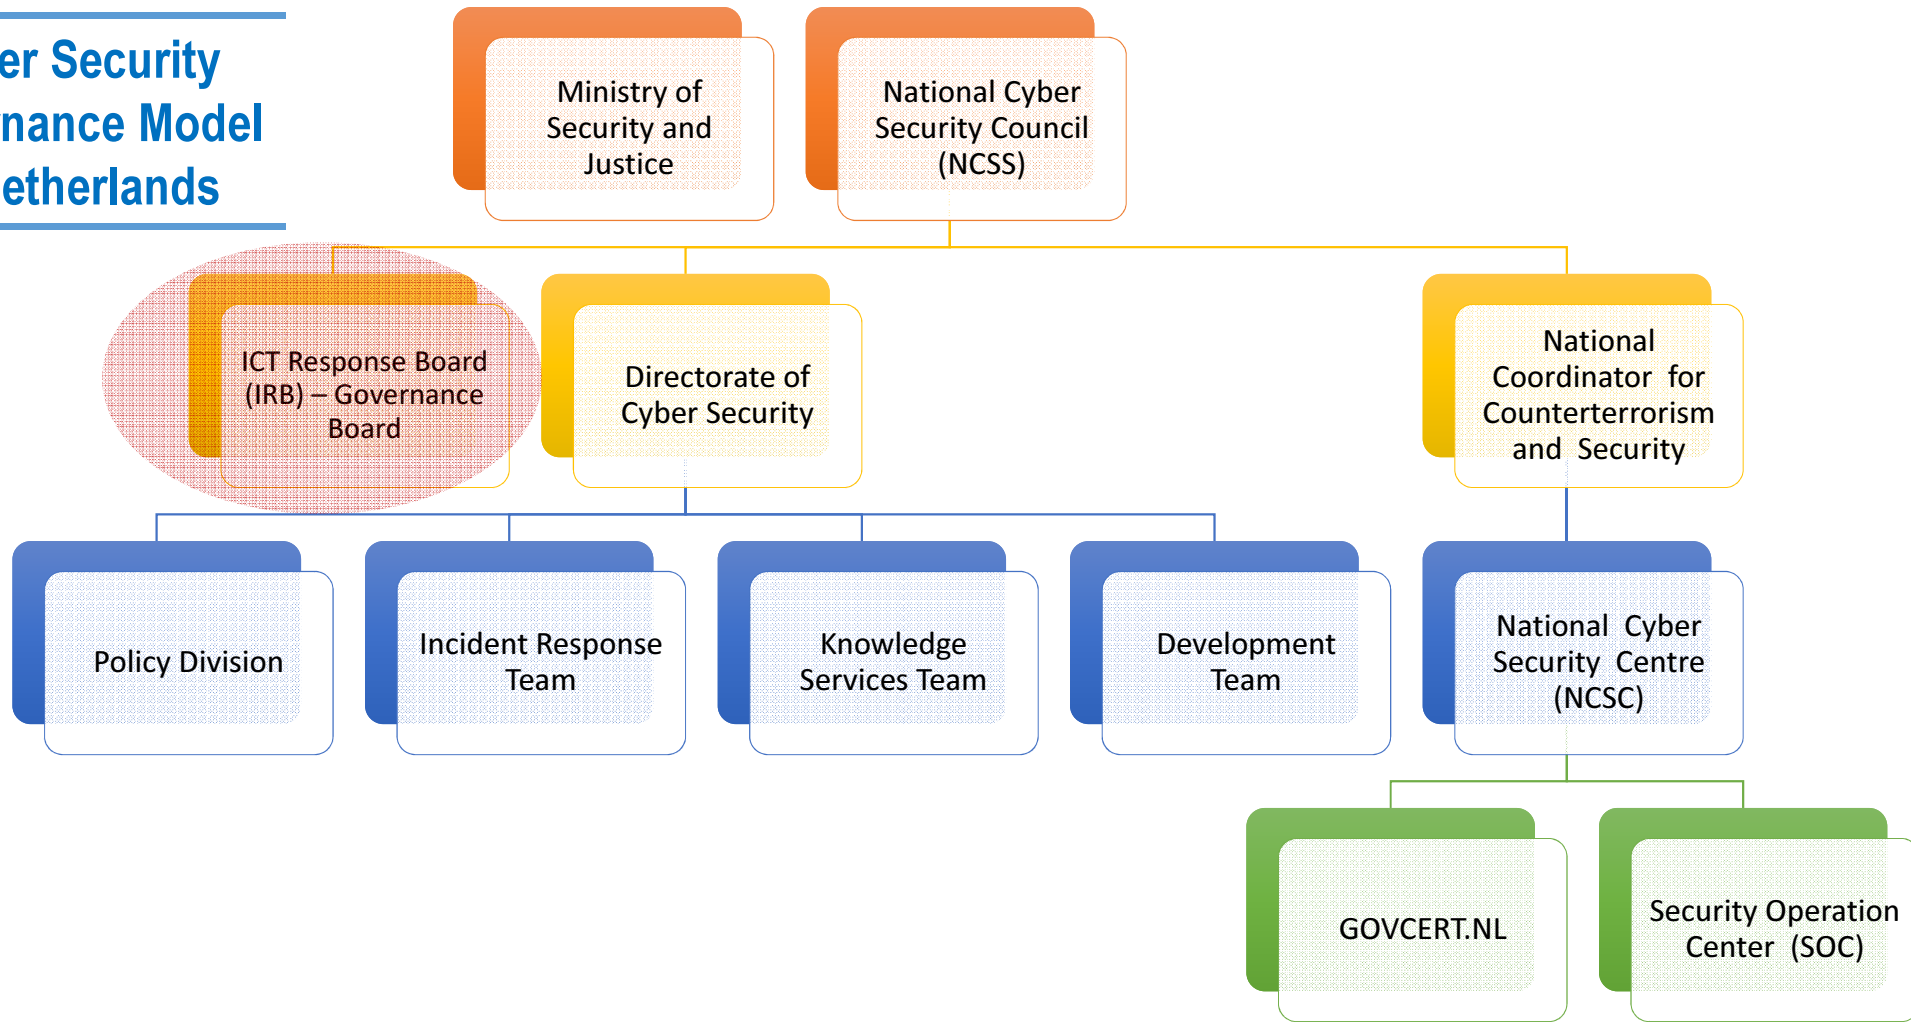 er Security
nance Model
etherlands
Ministry of
Security and
Justice
National Cyber
Security Council
(NCSS)
ICT Response Board
(IRB) – Governance
Board
Directorate of
Cyber Security
National
Coordinator for
Counterterrorism
and Security
Policy Division
Incident Response
Team
Knowledge
Services Team
Development
Team
National Cyber
Security Centre
(NCSC)
GOVCERT.NL
Security Operation
Center (SOC)